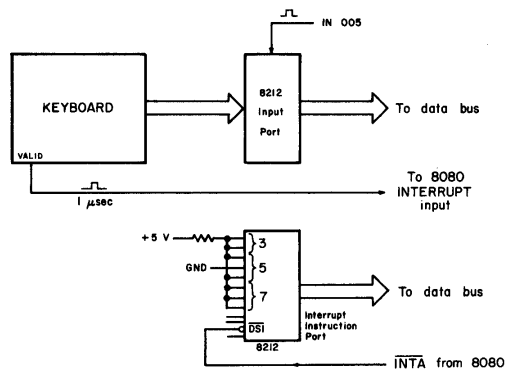 IN 005
KEYBOARD
VALID
8212
Input
Port
To data bus
1 μsec
To 8080
INTERRUPT
input
+5 V
3
GND
5
7
To data bus
Interrupt
Instruction
Port
DS1
8212
INTA from 8080